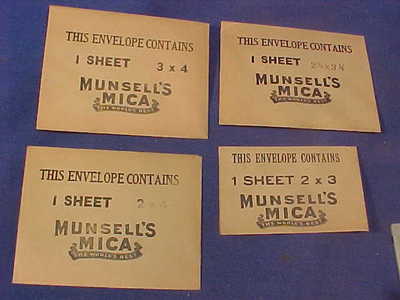 THIS ENVELOPE CONTAINS
1 SHEET 3 x 4
MUNSELL'S
MICA
THE WORLD'S BEST
THIS ENVELOPE CONTAINS
1 SHEET
MUNSELL'S
MICA
THE WORLD'S BEST
THIS ENVELOPE CONTAINS
1 SHEET 2 x 4
MUNSELL'S
MICA
THE WORLD'S BEST
THIS ENVELOPE CONTAINS
1 SHEET 2 x 3
MUNSELL'S
MICA
THE WORLD'S BEST